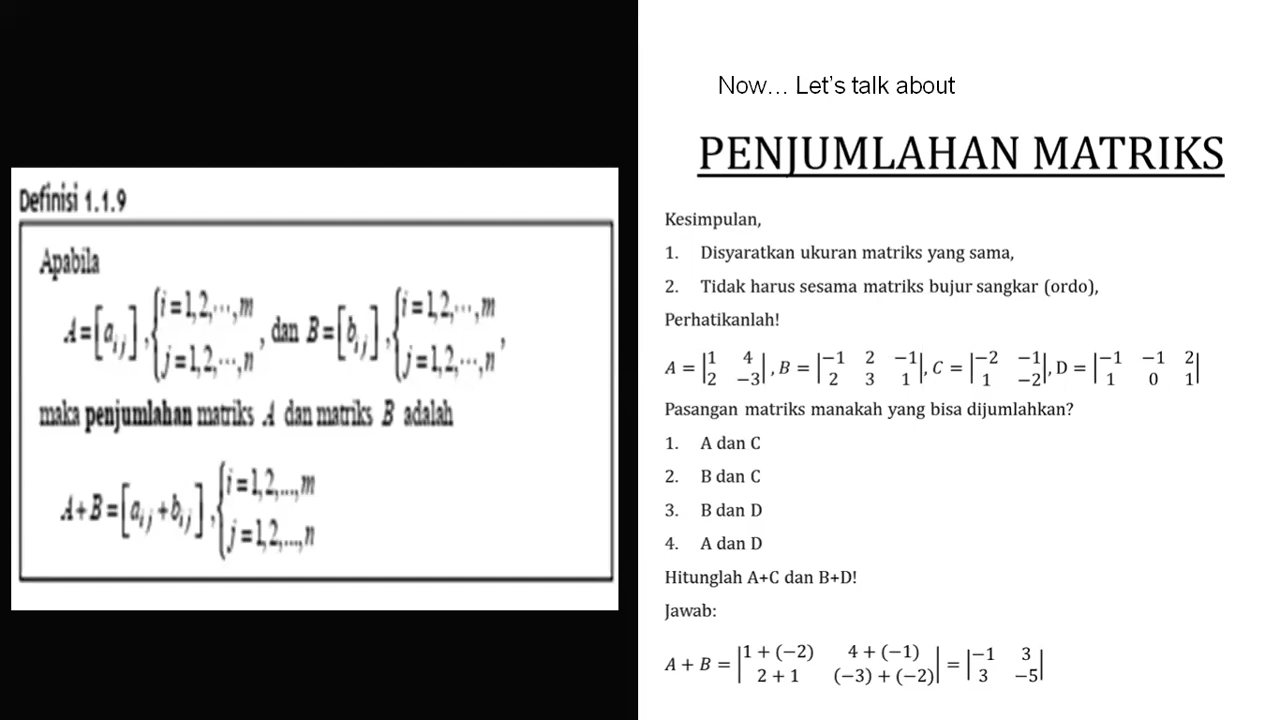 Definisi 1.1.9
Apabila
A=[a_ij], {i=1,2,⋯,m j=1,2,⋯,n, dan B=[b_ij], {i=1,2,⋯,m j=1,2,⋯,n,
maka penjumlahan matriks A dan matriks B adalah
A+B=[a_ij+b_ij], {i=1,2,...,m j=1,2,...,n
Now... Let's talk about
PENJUMLAHAN MATRIKS
Kesimpulan,
1. Disyaratkan ukuran matriks yang sama,
2. Tidak harus sesama matriks bujur sangkar (ordo),
Perhatikanlah!
A = |1 4 2 −3|, B = |−1 2 −1 2 3 1|, C = |−2 −1 1 −2|, D = |−1 −1 2 1 0 1|
Pasangan matriks manakah yang bisa dijumlahkan?
1. A dan C
2. B dan C
3. B dan D
4. A dan D
Hitunglah A+C dan B+D!
Jawab:
A + B = |1 + (−2) 4 + (−1) 2 + 1 (−3) + (−2)| = |−1 3 3 −5|